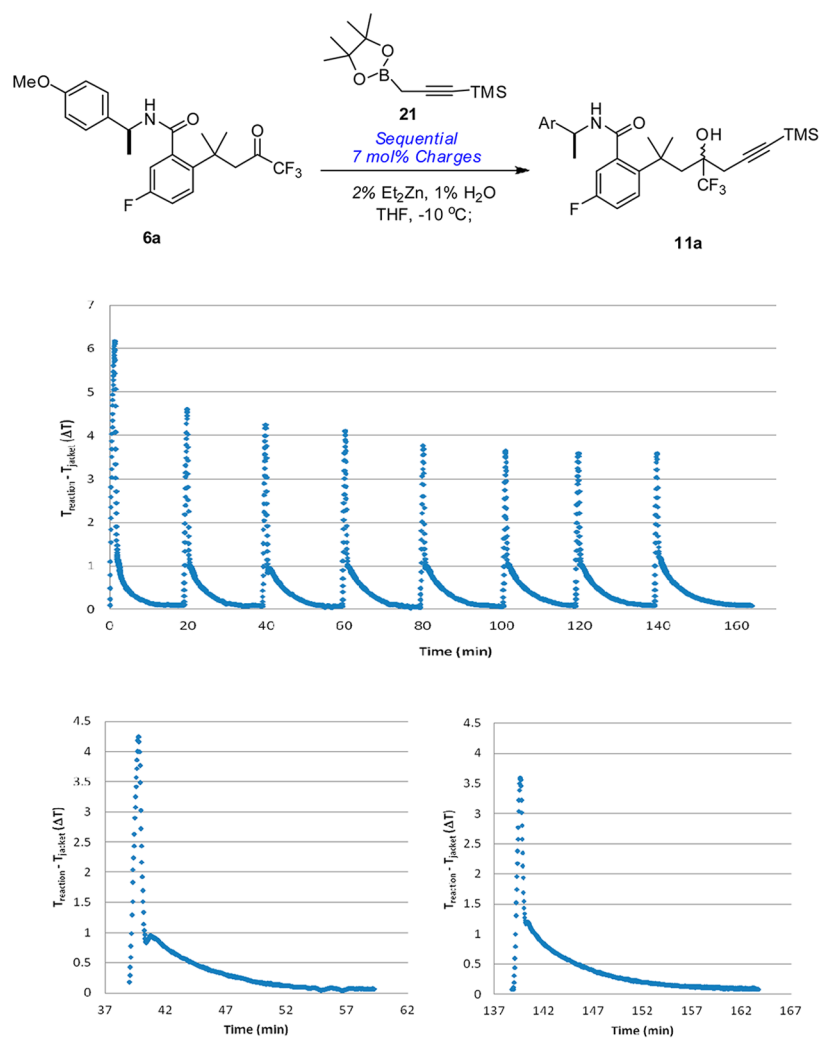 MeO
H
N
O
O
CF3
F
6a
O
B
O
TMS
21
Sequential
7 mol% Charges
2% Et2Zn, 1% H2O
THF, -10 °C;
H
N
Ar
O
OH
TMS
CF3
F
11a
7
6
5
4
3
2
1
0
Treaction - Tjacket (ΔT)
0 20 40 60 80 100 120 140 160
Time (min)
4.5
4
3.5
3
2.5
2
1.5
1
0.5
0
Treaction - Tjacket (ΔT)
37 42 47 52 57 62
Time (min)
4.5
4
3.5
3
2.5
2
1.5
1
0.5
0
Treaction - Tjacket (ΔT)
137 142 147 152 157 162 167
Time (min)